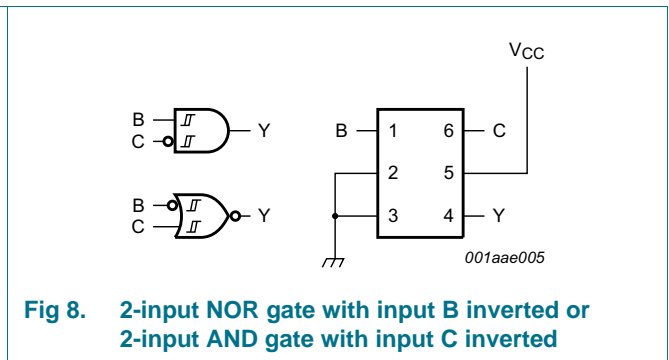 VCC
B
C
Y
B
C
Y
B 1 6 C
2 5
3 4 Y
001aae005
Fig 8. 2-input NOR gate with input B inverted or
2-input AND gate with input C inverted